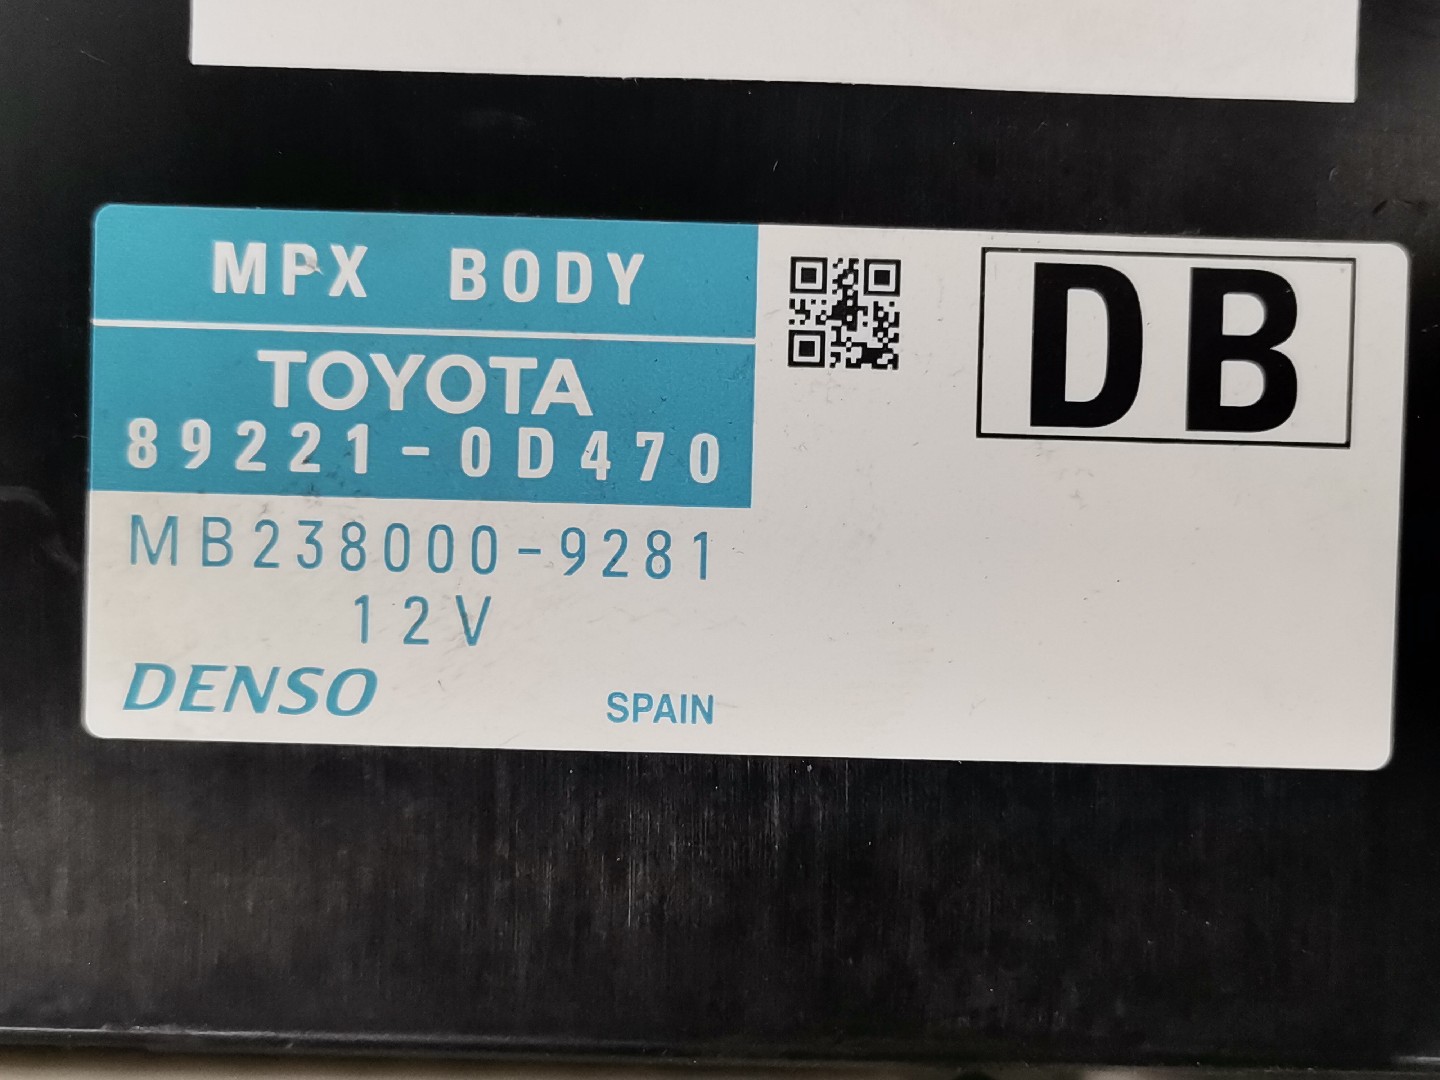 MPX BODY
TOYOTA
89221-0D470
MB238000-9281
12V
DENSO
SPAIN
DB